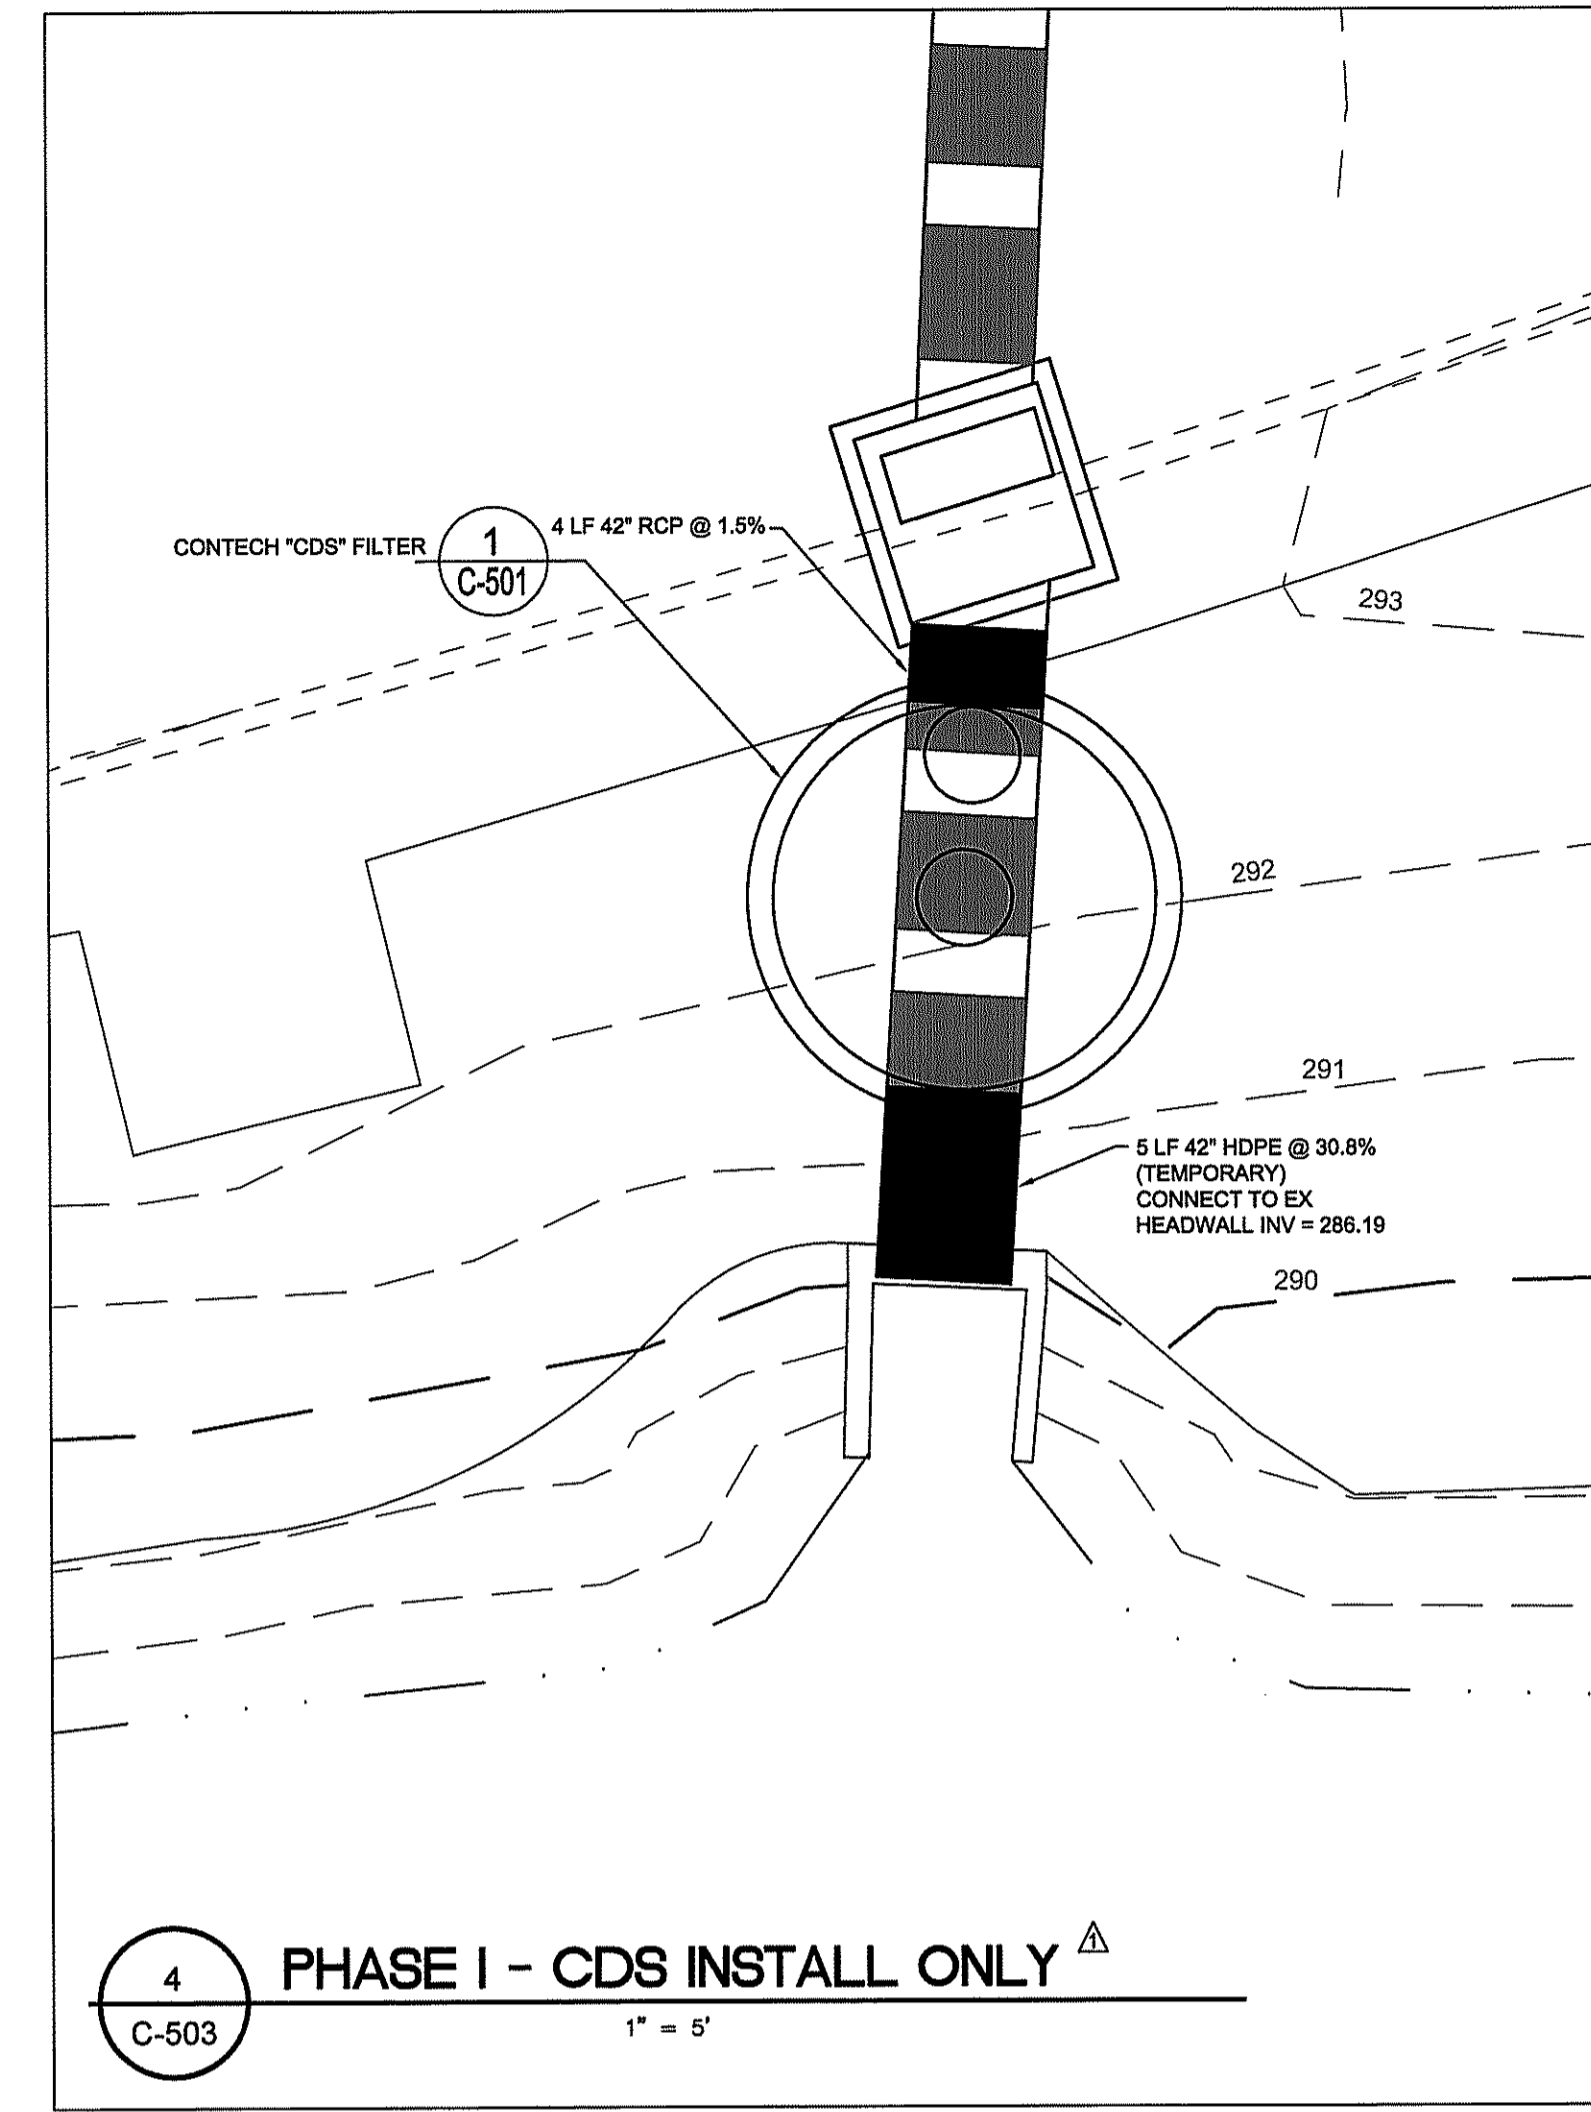 CONTECH "CDS" FILTER
1
C-501
4 LF 42" RCP @ 1.5%
293
292
291
5 LF 42" HDPE @ 30.8%
(TEMPORARY)
CONNECT TO EX
HEADWALL INV = 286.19
290
4
C-503
PHASE I - CDS INSTALL ONLY
1
1" = 5'